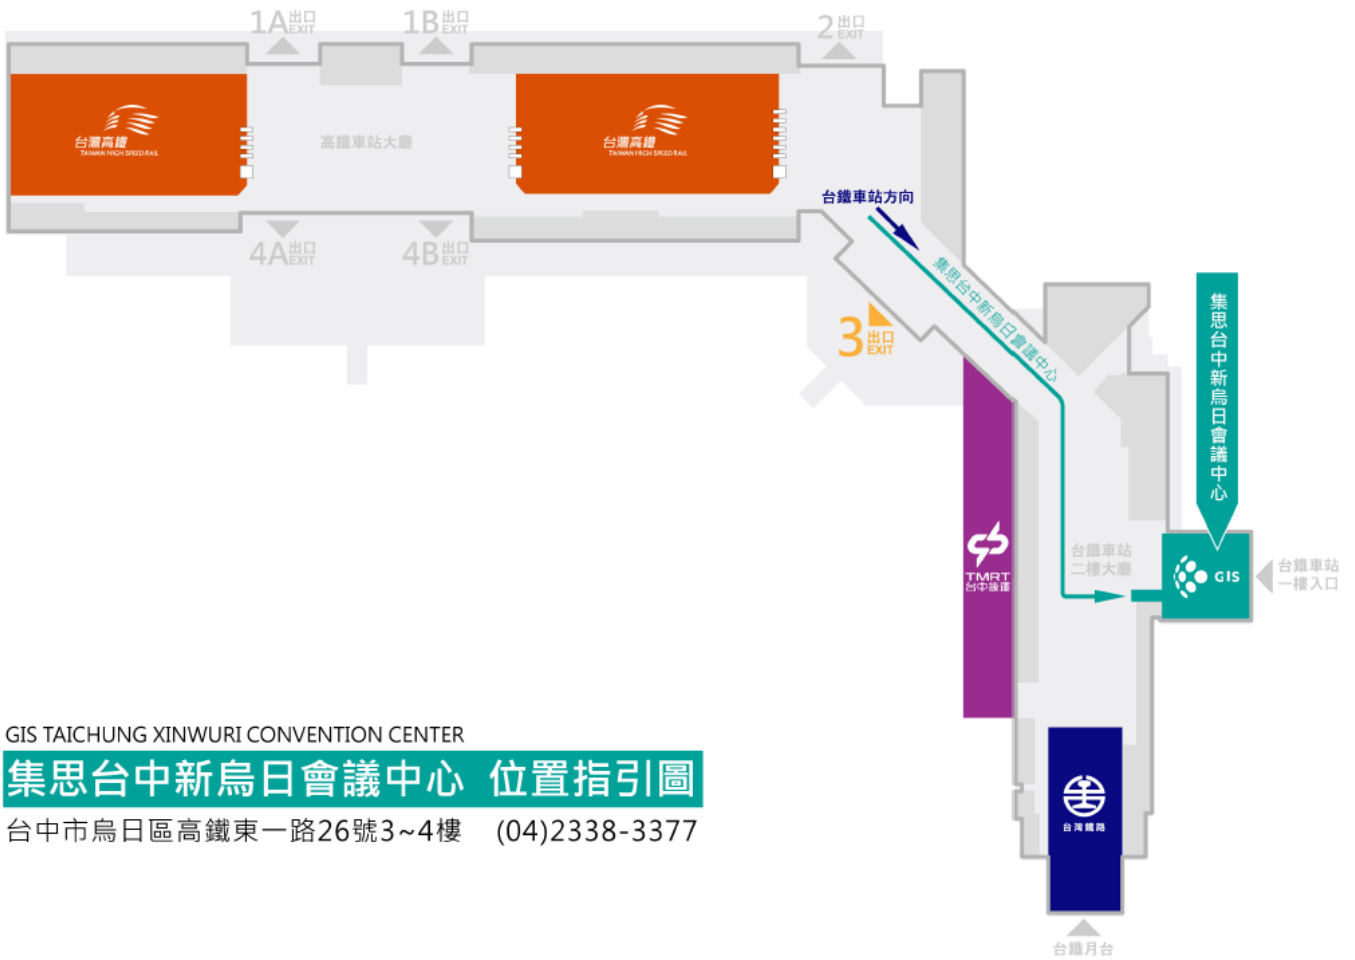 1A出口
EXIT
1B出口
EXIT
2出口
EXIT
台灣高鐵
TAIWAN HIGH SPEED RAIL
高鐵車站大廳
台灣高鐵
TAIWAN HIGH SPEED RAIL
台鐵車站方向
4A出口
EXIT
4B出口
EXIT
集思台中新烏日會議中心
3出口
EXIT
集思台中新烏日會議中心
TMRT
台中捷運
台鐵車站
二樓大廳
GIS
台鐵車站
一樓入口
GIS TAICHUNG XINWURI CONVENTION CENTER
集思台中新烏日會議中心 位置指引圖
台中市烏日區高鐵東一路26號3~4樓 (04)2338-3377
台灣鐵路
台鐵月台